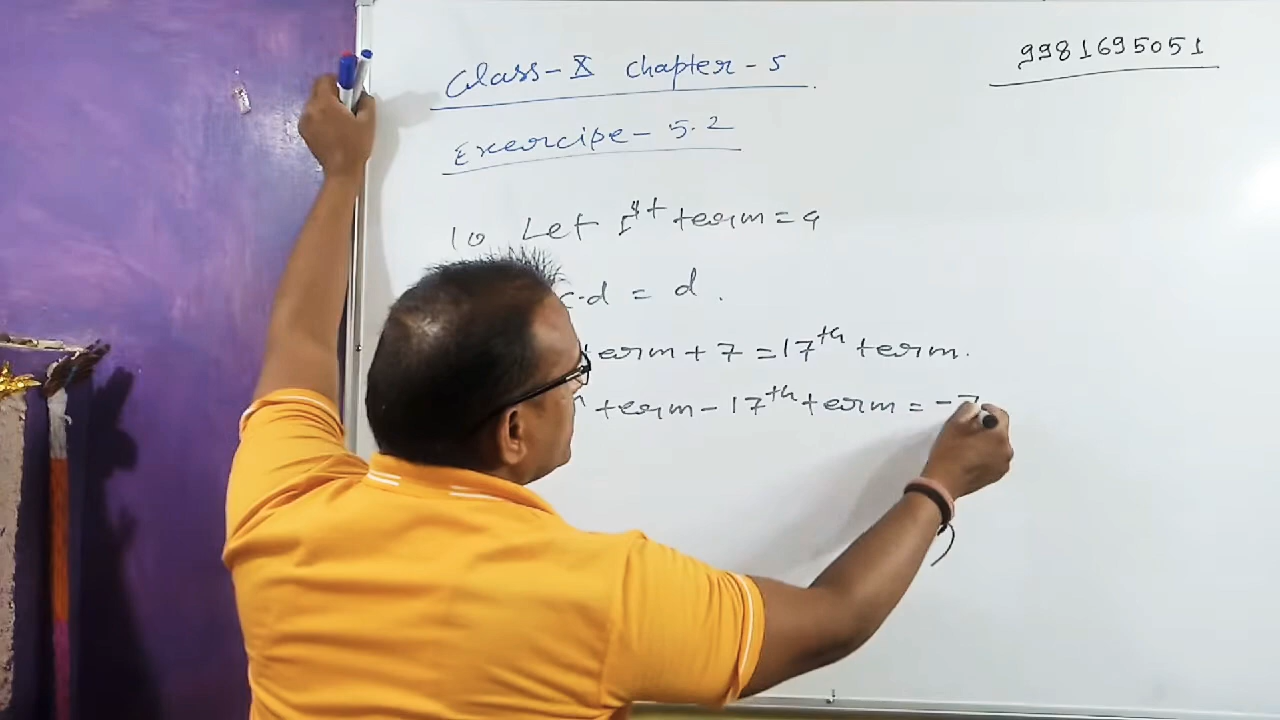 Class-X Chapter-5
9981695051
Exercise-5.2
10 Let 1st term = a
c.d = d.
term + 7 = 17th term.
term - 17th term = -7